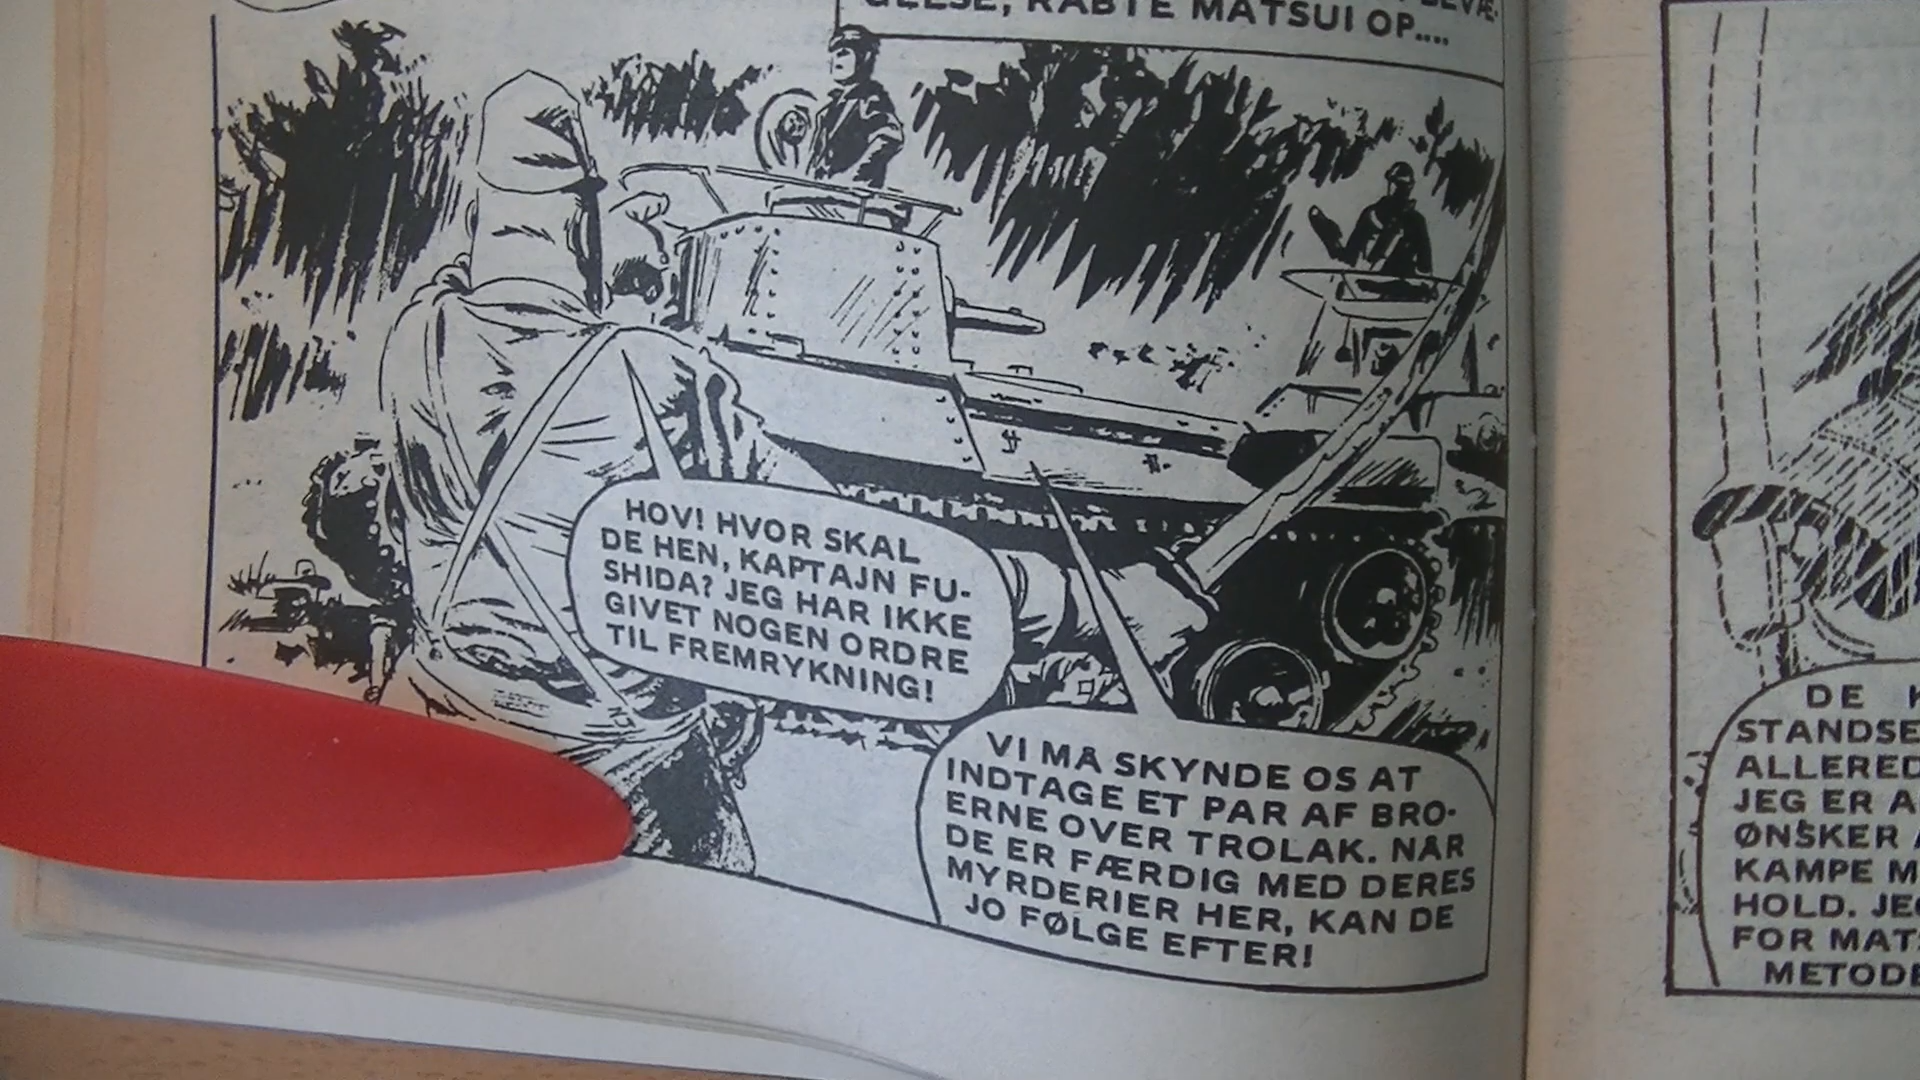 GELSE, RÅBTE MATSUI OP....
HOV! HVOR SKAL
DE HEN, KAPTAJN FU-
SHIDA? JEG HAR IKKE
GIVET NOGEN ORDRE
TIL FREMRYKNING!
VI MÅ SKYNDE OS AT
INDTAGE ET PAR AF BRO-
ERNE OVER TROLAK. NÅR
DE ER FÆRDIG MED DERES
MYRDERIER HER, KAN DE
JO FØLGE EFTER!
DE
STANDSE
ALLERED
JEG ER A
ØNSKER
KAMPE M
HOLD. JEG
FOR MAT
METODE